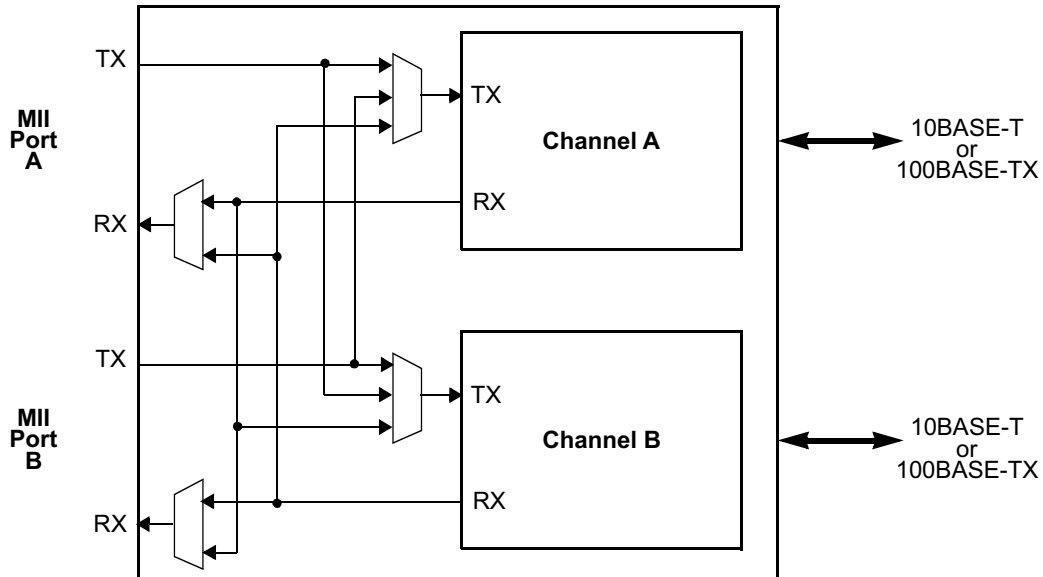 TX
MII
Port
A
RX
TX
Channel A
RX
10BASE-T
or
100BASE-TX
TX
MII
Port
B
RX
TX
Channel B
RX
10BASE-T
or
100BASE-TX